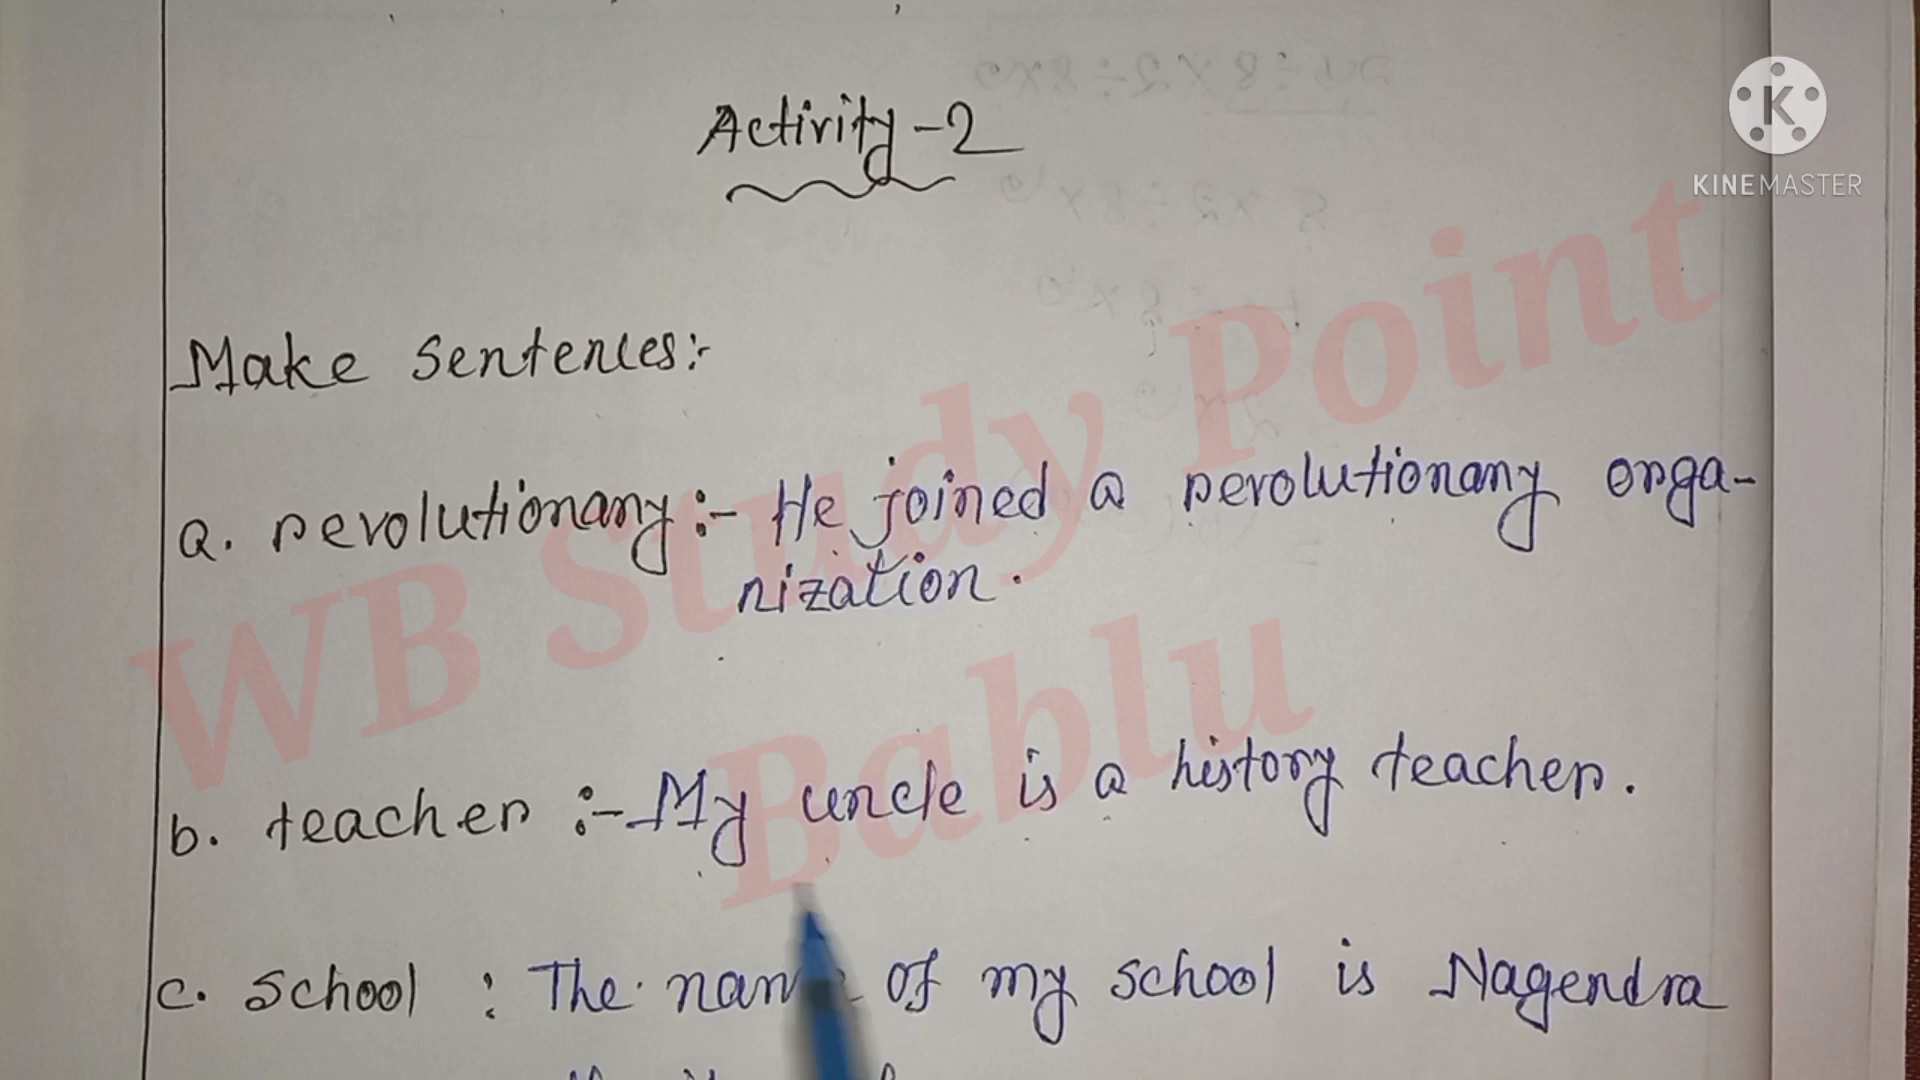 Activity-2
KINEMASTER
Make Sentences:-
a. revolutionary:- He joined a revolutionary orga-
nization.
b. teacher :- My uncle is a history teacher.
c. School : The name of my school is Nagendra
WB Study Point
Bablu